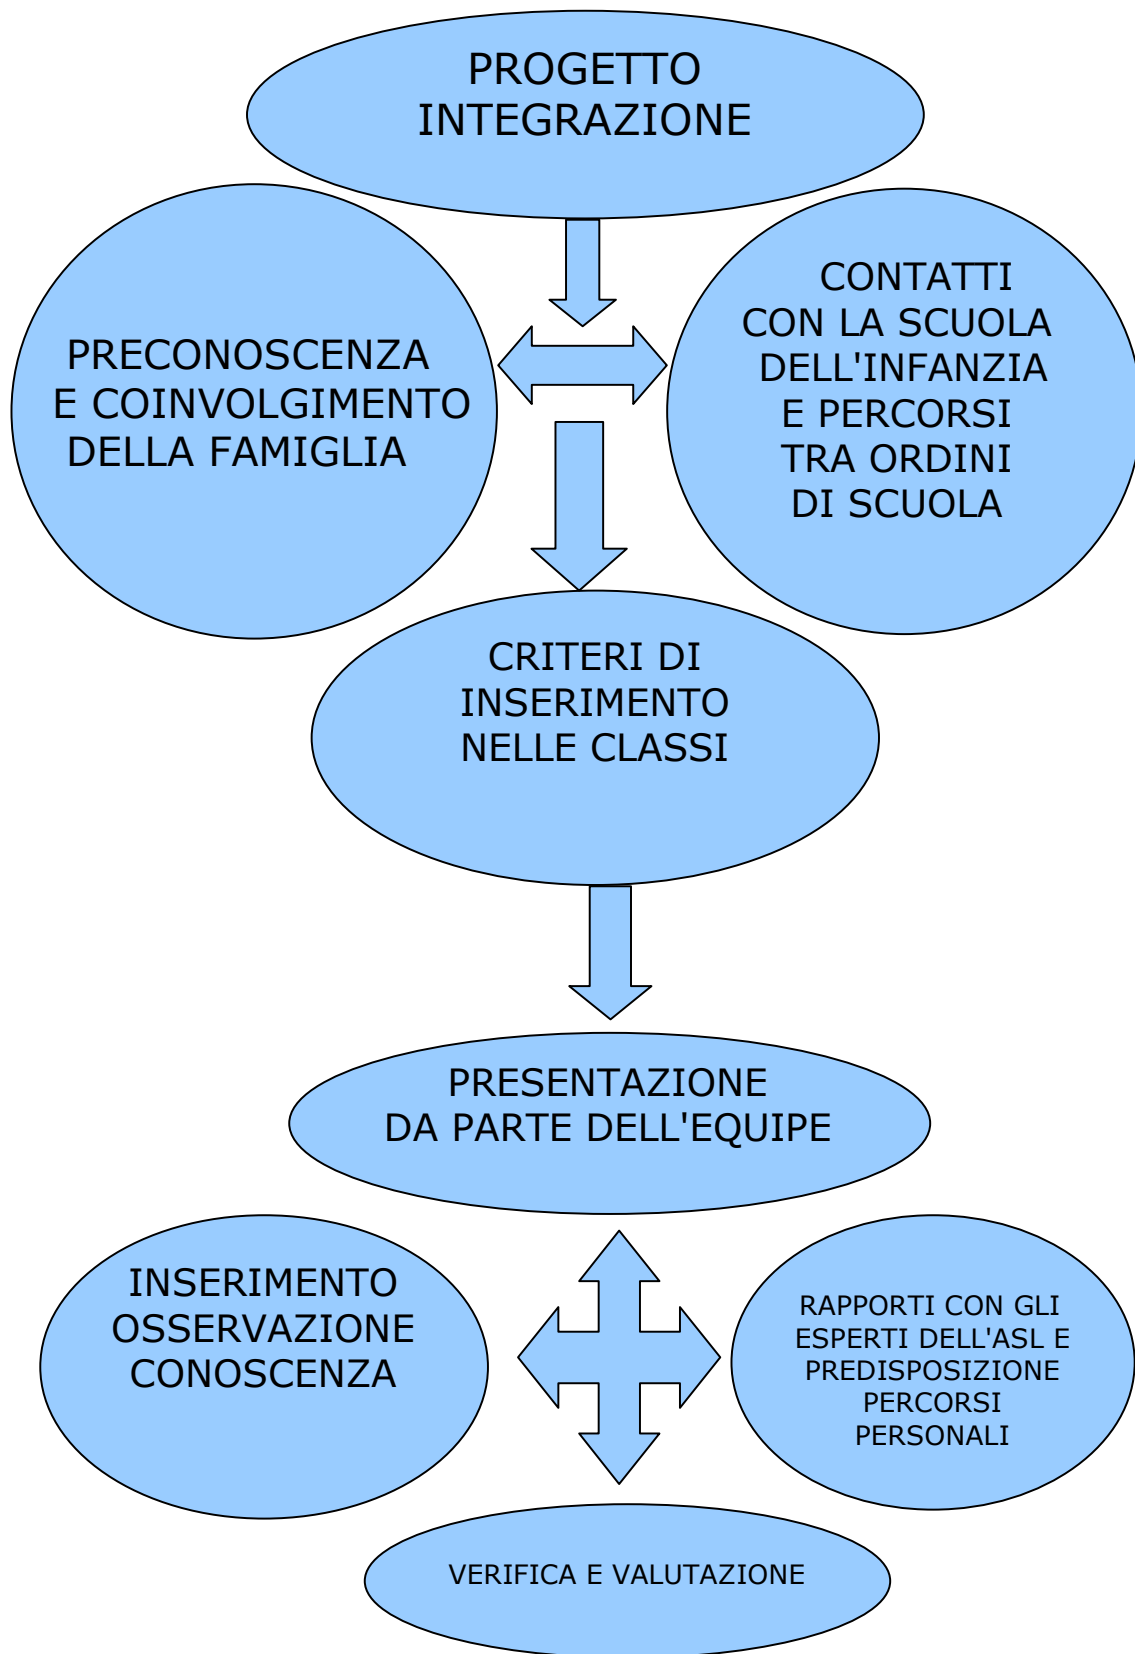 PROGETTO
INTEGRAZIONE
PRECONOSCENZA
E COINVOLGIMENTO
DELLA FAMIGLIA
CONTATTI
CON LA SCUOLA
DELL'INFANZIA
E PERCORSI
TRA ORDINI
DI SCUOLA
CRITERI DI
INSERIMENTO
NELLE CLASSI
PRESENTAZIONE
DA PARTE DELL'EQUIPE
INSERIMENTO
OSSERVAZIONE
CONOSCENZA
RAPPORTI CON GLI
ESPERTI DELL'ASL E
PREDISPOSIZIONE
PERCORSI
PERSONALI
VERIFICA E VALUTAZIONE